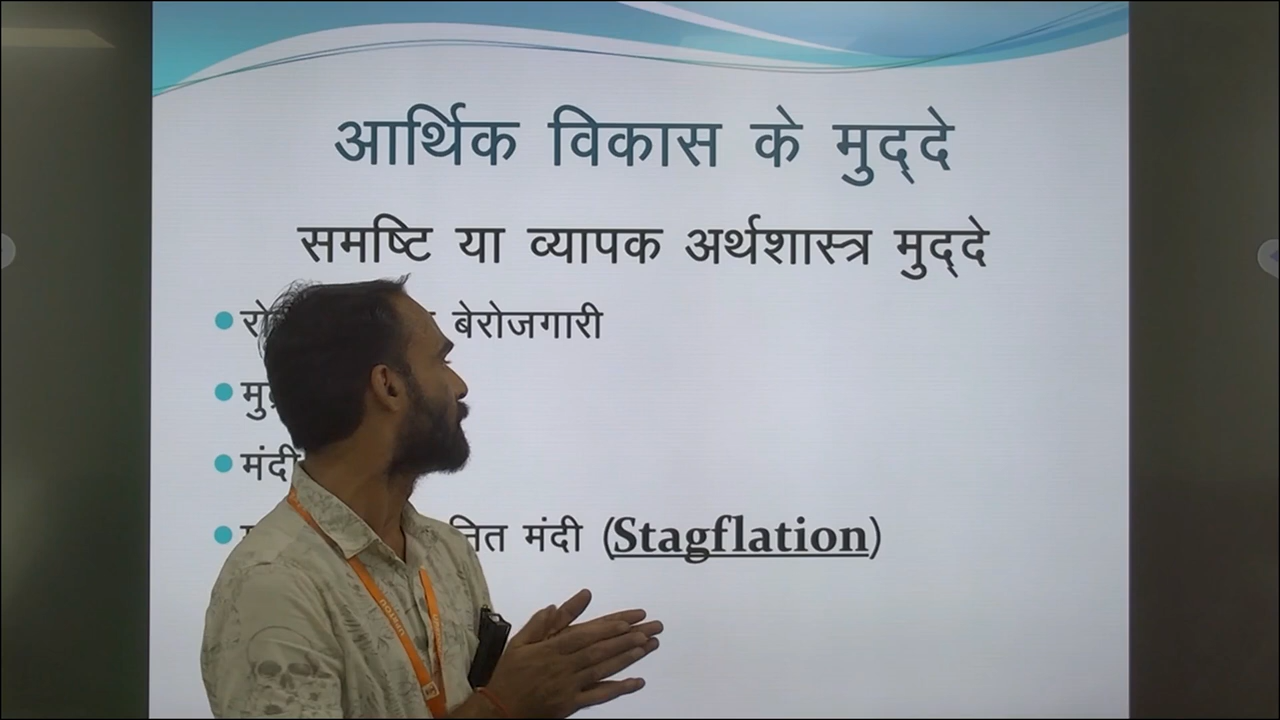 आर्थिक विकास के मुद्दे
समष्टि या व्यापक अर्थशास्त्र मुद्दे
बेरोजगारी
मंदी
मंदी (Stagflation)